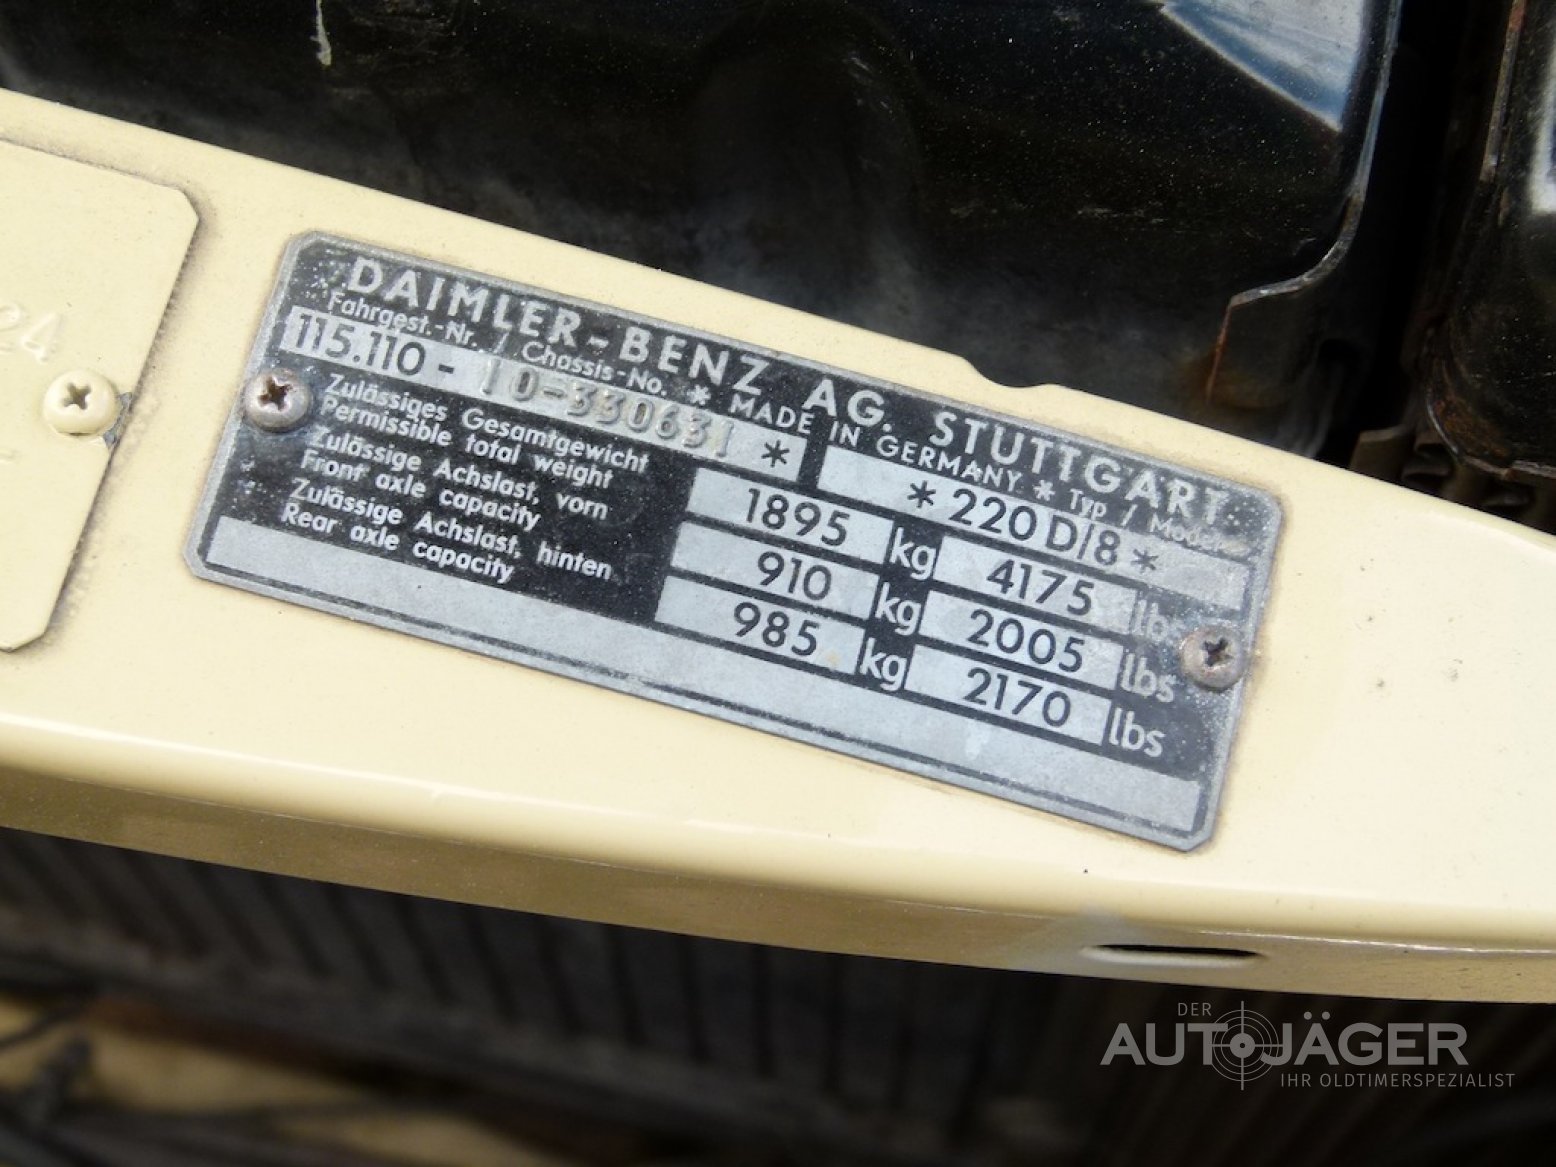 24
DAIMLER-BENZ AG. STUTTGART
Fahrgest.-Nr. / Chassis-No. * MADE IN GERMANY * Typ / Model
115.110 - 10-330631 * * 220 D/8 *
Zulässiges Gesamtgewicht
Permissible total weight 1895 kg 4175 lbs
Zulässige Achslast, vorn
Front axle capacity 910 kg 2005 lbs
Zulässige Achslast, hinten
Rear axle capacity 985 kg 2170 lbs
DER
AUTOJÄGER
IHR OLDTIMERSPEZIALIST